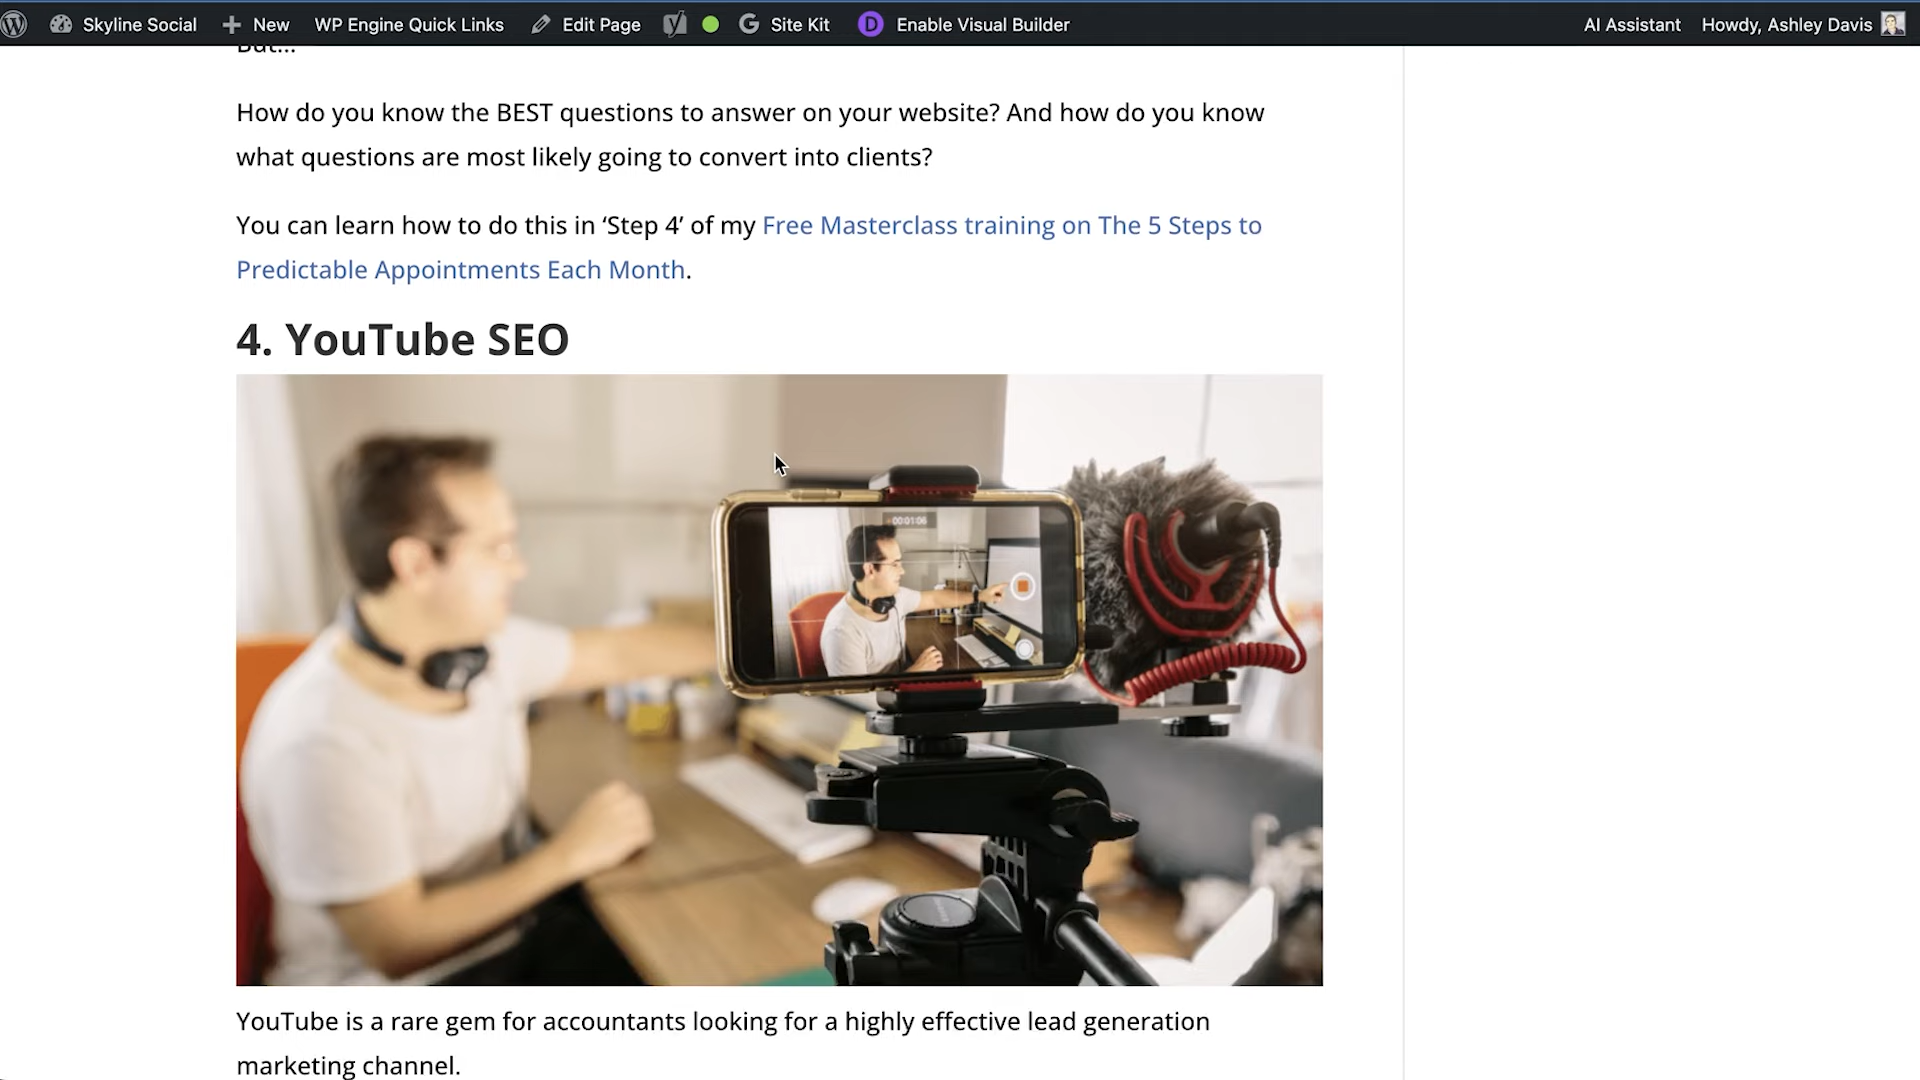 Skyline Social New WP Engine Quick Links Edit Page Site Kit D Enable Visual Builder AI Assistant Howdy, Ashley Davis
But...
How do you know the BEST questions to answer on your website? And how do you know
what questions are most likely going to convert into clients?
You can learn how to do this in ‘Step 4’ of my Free Masterclass training on The 5 Steps to
Predictable Appointments Each Month.
4. YouTube SEO
00:01:06
YouTube is a rare gem for accountants looking for a highly effective lead generation
marketing channel.